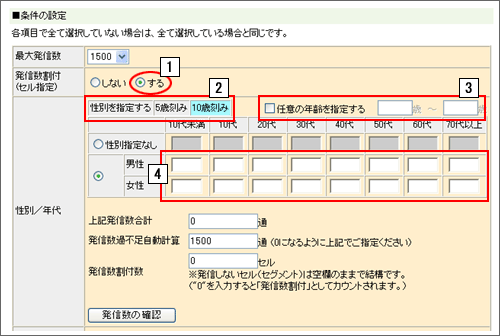 ■条件の設定
各項目で全て選択していない場合は、全て選択している場合と同じです。
最大発信数 1500
1
発信数割付 しない する
(セル指定)
2 3
性別を指定する 5歳刻み 10歳刻み 任意の年齢を指定する 歳 ～ 歳
10代未満 10代 20代 30代 40代 50代 60代 70代以上
性別指定なし
4
男性
女性
性別／年代
上記発信数合計 0 通
発信数過不足自動計算 1500 通 (0になるように上記でご指定ください)
発信数割付数 0 セル
※発信しないセル(セグメント)は空欄のままで結構です。
("0"を入力すると「発信数割付」としてカウントされます。)
発信数の確認